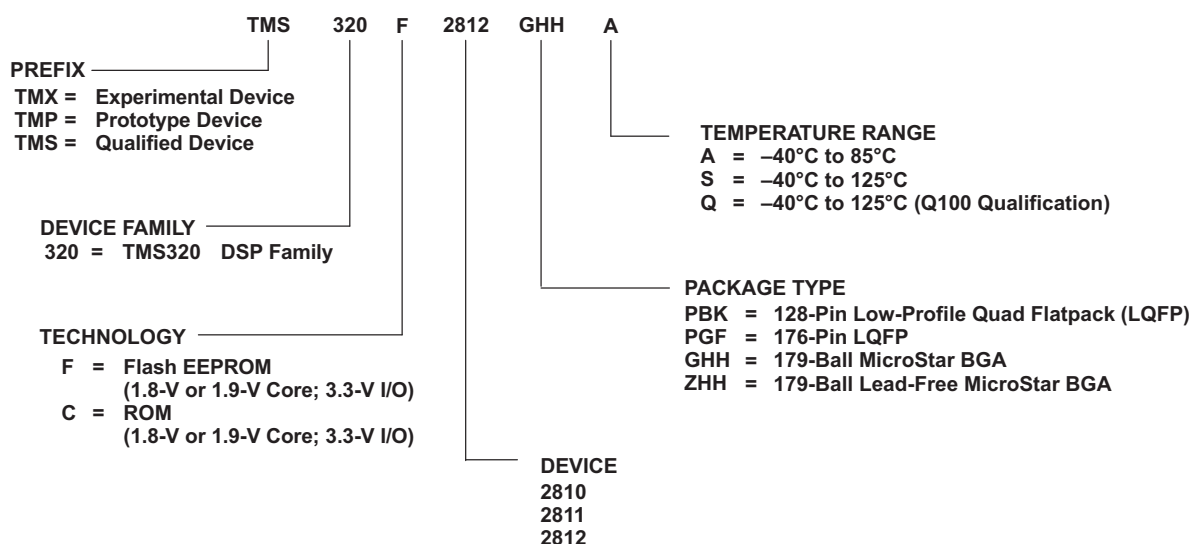 TMS 320 F 2812 GHH A
PREFIX
TMX = Experimental Device
TMP = Prototype Device
TMS = Qualified Device
DEVICE FAMILY
320 = TMS320 DSP Family
TECHNOLOGY
F = Flash EEPROM
(1.8-V or 1.9-V Core; 3.3-V I/O)
C = ROM
(1.8-V or 1.9-V Core; 3.3-V I/O)
TEMPERATURE RANGE
A = –40°C to 85°C
S = –40°C to 125°C
Q = –40°C to 125°C (Q100 Qualification)
PACKAGE TYPE
PBK = 128-Pin Low-Profile Quad Flatpack (LQFP)
PGF = 176-Pin LQFP
GHH = 179-Ball MicroStar BGA
ZHH = 179-Ball Lead-Free MicroStar BGA
DEVICE
2810
2811
2812